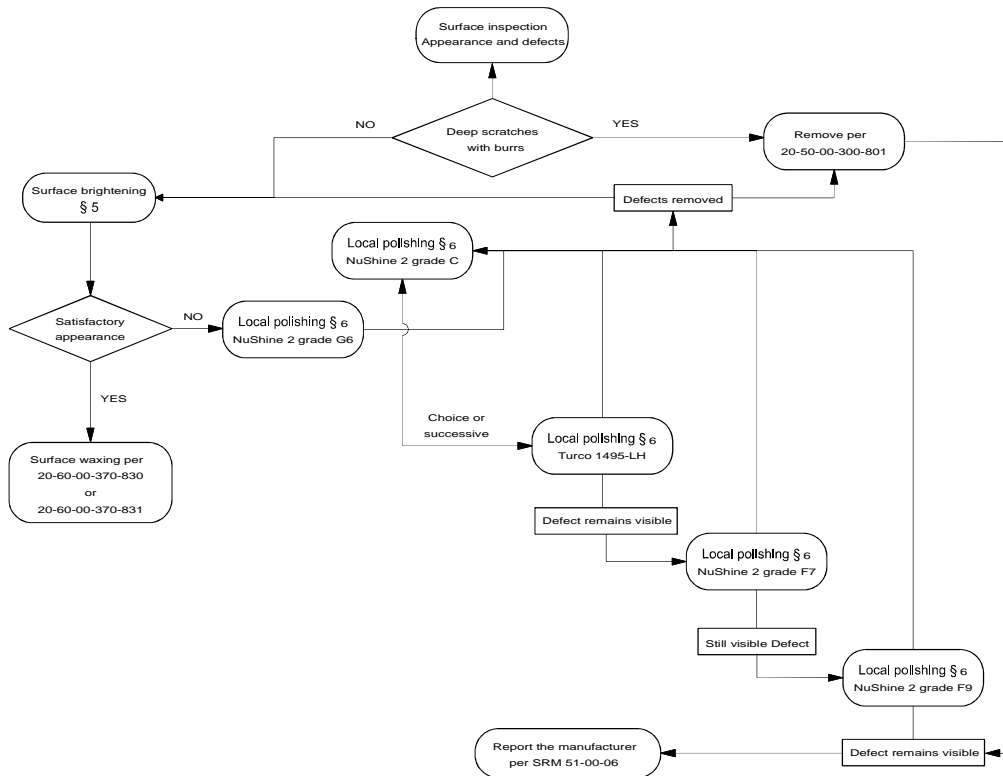 Surface inspection
Appearance and defects
NO
Deep scratches
with burrs
YES
Remove per
20-50-00-300-801
Surface brightening
§ 5
Defects removed
Local polishing § 6
NuShine 2 grade C
Satisfactory
appearance
NO
Local polishing § 6
NuShine 2 grade G6
YES
Choice or
successive
Local polishing § 6
Turco 1495-LH
Surface waxing per
20-60-00-370-830
or
20-60-00-370-831
Defect remains visible
Local polishing § 6
NuShine 2 grade F7
Still visible Defect
Local polishing § 6
NuShine 2 grade F9
Report the manufacturer
per SRM 51-00-06
Defect remains visible